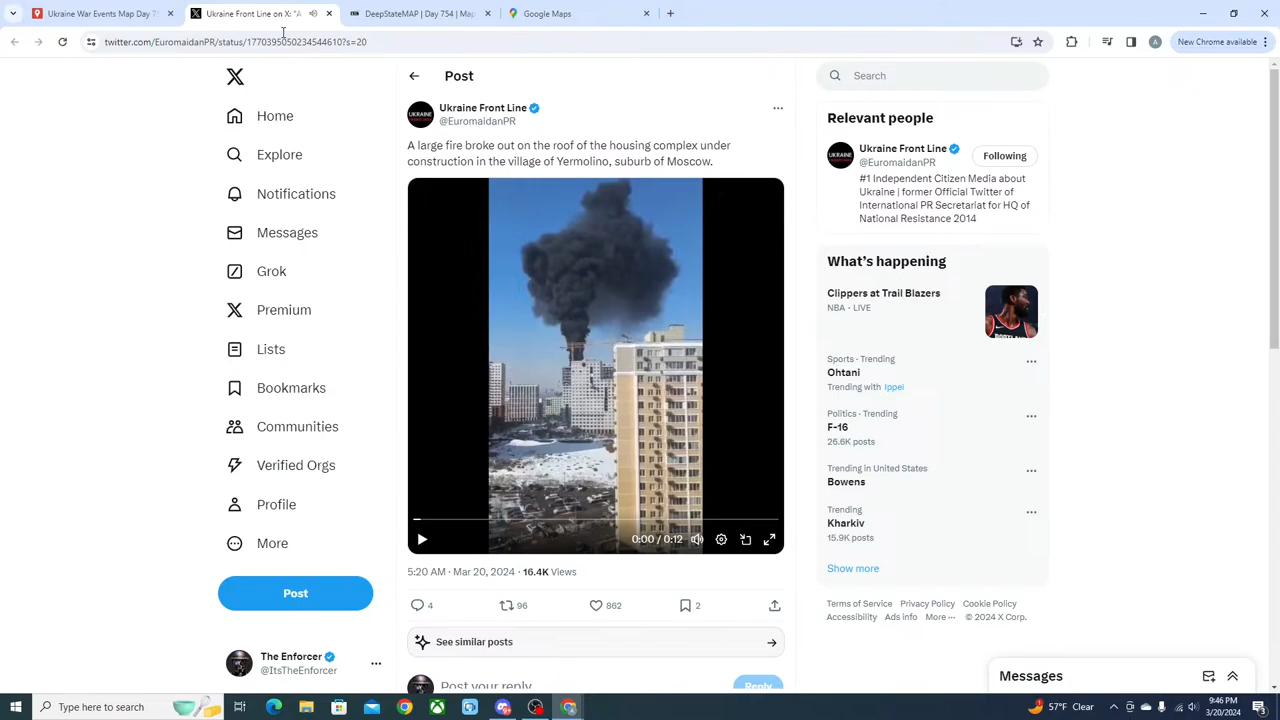 Ukraine War Events Map Day 7
Ukraine Front Line on X: "A
DeepStateMAP | Day 754 | Map
Google Maps
twitter.com/EuromaidanPR/status/1770395050234544610?s=20
A
New Chrome available
Home
Explore
Notifications
Messages
Grok
Premium
Lists
Bookmarks
Communities
Verified Orgs
Profile
More
Post
The Enforcer
@ItsTheEnforcer
Post
UKRAINE
Ukraine Front Line
@EuromaidanPR
A large fire broke out on the roof of the housing complex under
construction in the village of Yermolino, suburb of Moscow.
0:00 / 0:12
5:20 AM · Mar 20, 2024 · 16.4K Views
4
96
862
2
See similar posts
Post your reply
Reply
Search
Relevant people
UKRAINE
Ukraine Front Line
@EuromaidanPR
Following
#1 Independent Citizen Media about
Ukraine | former Official Twitter of
International PR Secretariat for HQ of
National Resistance 2014
What's happening
Clippers at Trail Blazers
NBA · LIVE
Sports · Trending
Ohtani
Trending with Ippei
Politics · Trending
F-16
26.6K posts
Trending in United States
Bowens
Trending
Kharkiv
15.9K posts
Show more
Terms of Service Privacy Policy Cookie Policy
Accessibility Ads info More ··· © 2024 X Corp.
Messages
Type here to search
57°F Clear
9:46 PM
3/20/2024